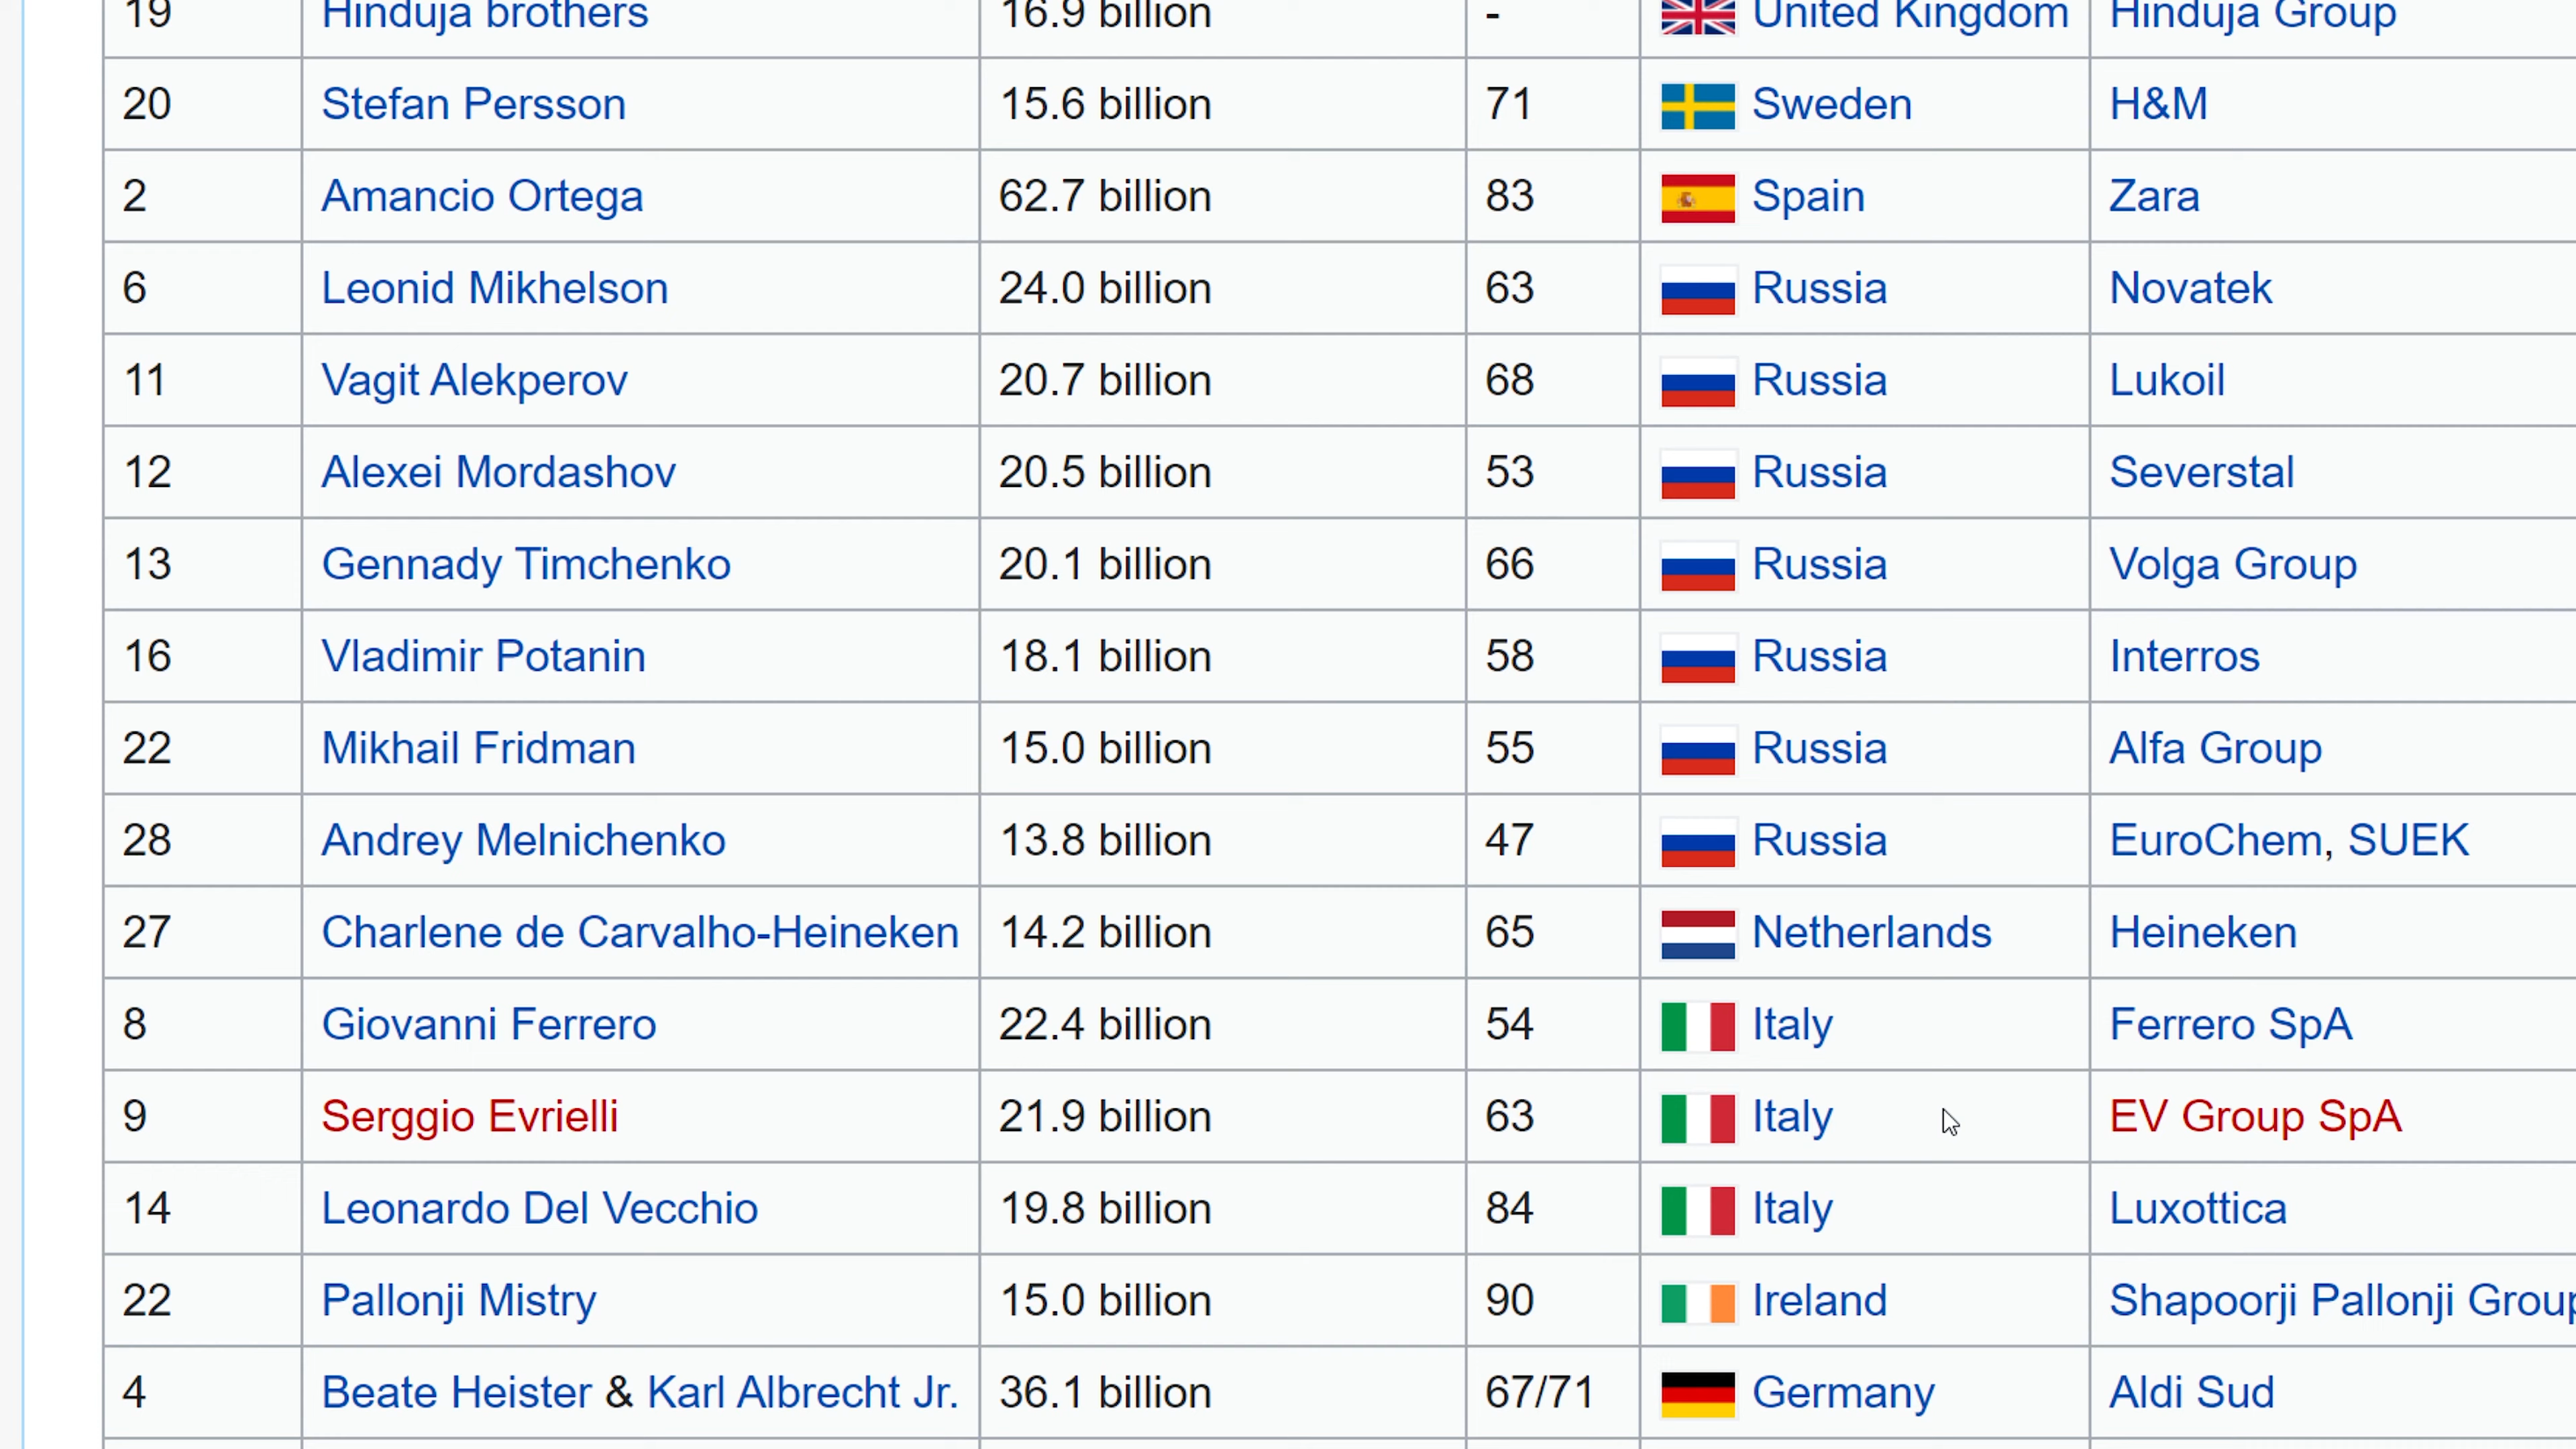 19 Hinduja brothers 16.9 billion - United Kingdom Hinduja Group
20 Stefan Persson 15.6 billion 71 Sweden H&M
2 Amancio Ortega 62.7 billion 83 Spain Zara
6 Leonid Mikhelson 24.0 billion 63 Russia Novatek
11 Vagit Alekperov 20.7 billion 68 Russia Lukoil
12 Alexei Mordashov 20.5 billion 53 Russia Severstal
13 Gennady Timchenko 20.1 billion 66 Russia Volga Group
16 Vladimir Potanin 18.1 billion 58 Russia Interros
22 Mikhail Fridman 15.0 billion 55 Russia Alfa Group
28 Andrey Melnichenko 13.8 billion 47 Russia EuroChem, SUEK
27 Charlene de Carvalho-Heineken 14.2 billion 65 Netherlands Heineken
8 Giovanni Ferrero 22.4 billion 54 Italy Ferrero SpA
9 Serggio Evrielli 21.9 billion 63 Italy EV Group SpA
14 Leonardo Del Vecchio 19.8 billion 84 Italy Luxottica
22 Pallonji Mistry 15.0 billion 90 Ireland Shapoorji Pallonji Group
4 Beate Heister & Karl Albrecht Jr. 36.1 billion 67/71 Germany Aldi Sud